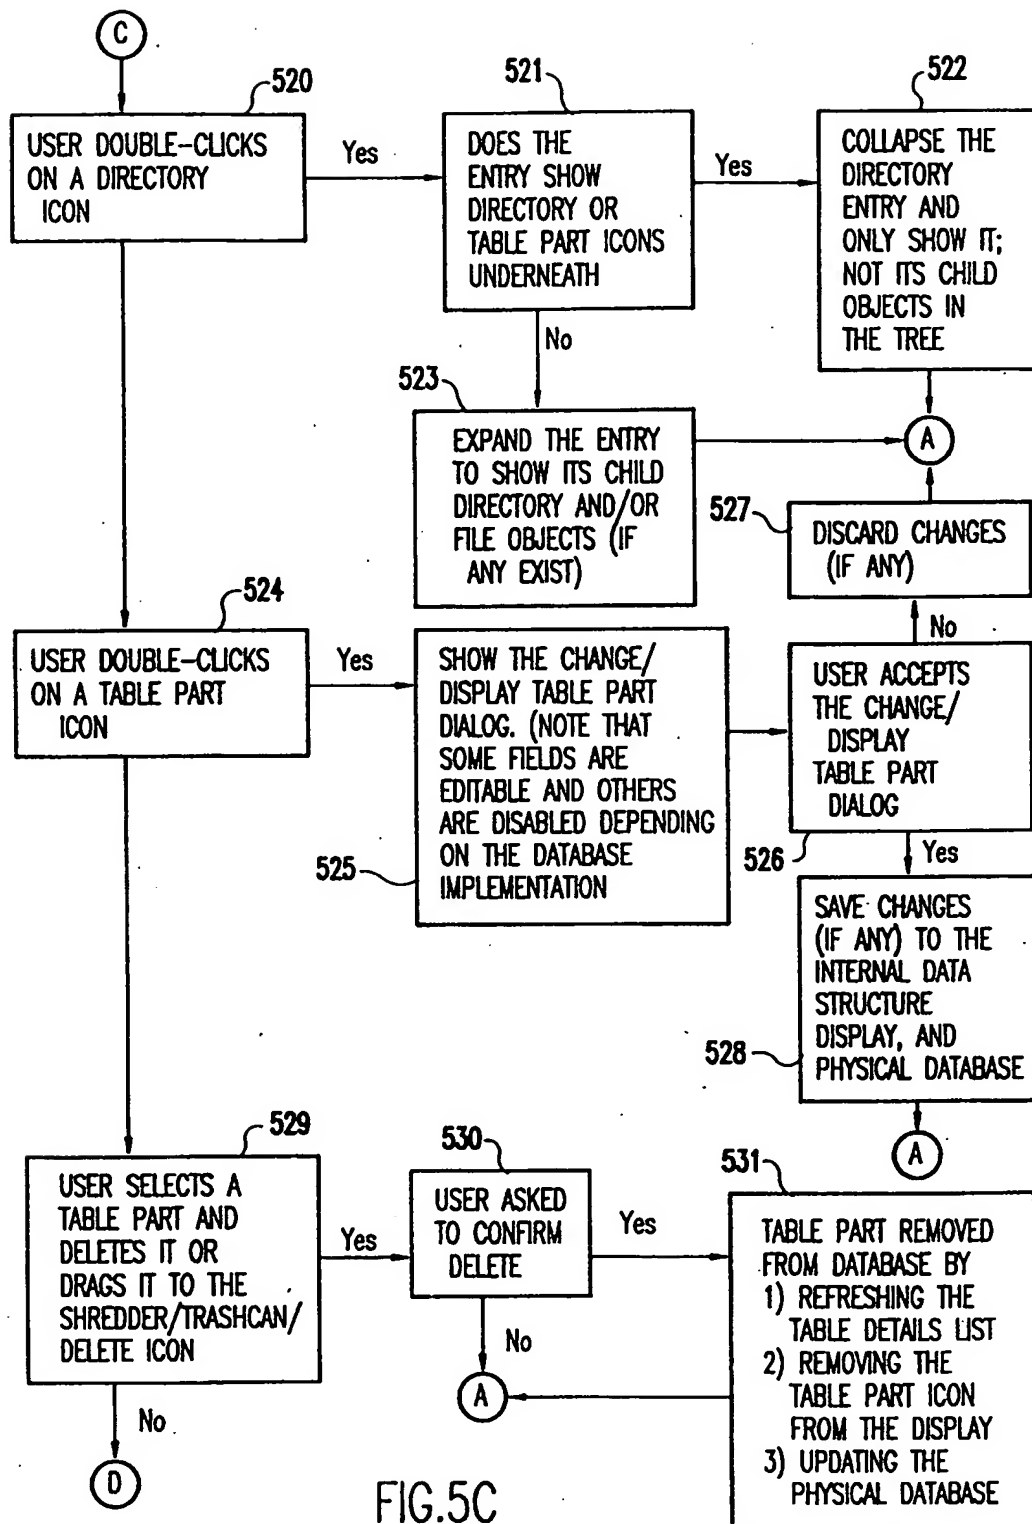 C
520
USER DOUBLE-CLICKS
ON A DIRECTORY
ICON
Yes
521
DOES THE
ENTRY SHOW
DIRECTORY OR
TABLE PART ICONS
UNDERNEATH
Yes
522
COLLAPSE THE
DIRECTORY
ENTRY AND
ONLY SHOW IT;
NOT ITS CHILD
OBJECTS IN
THE TREE
No
523
EXPAND THE ENTRY
TO SHOW ITS CHILD
DIRECTORY AND/OR
FILE OBJECTS (IF
ANY EXIST)
A
527
DISCARD CHANGES
(IF ANY)
No
524
USER DOUBLE-CLICKS
ON A TABLE PART
ICON
Yes
SHOW THE CHANGE/
DISPLAY TABLE PART
DIALOG. (NOTE THAT
SOME FIELDS ARE
EDITABLE AND OTHERS
ARE DISABLED DEPENDING
ON THE DATABASE
IMPLEMENTATION
525
USER ACCEPTS
THE CHANGE/
DISPLAY
TABLE PART
DIALOG
526
Yes
SAVE CHANGES
(IF ANY) TO THE
INTERNAL DATA
STRUCTURE
DISPLAY, AND
PHYSICAL DATABASE
528
A
529
USER SELECTS A
TABLE PART AND
DELETES IT OR
DRAGS IT TO THE
SHREDDER/TRASHCAN/
DELETE ICON
Yes
530
USER ASKED
TO CONFIRM
DELETE
Yes
531
TABLE PART REMOVED
FROM DATABASE BY
1) REFRESHING THE
TABLE DETAILS LIST
2) REMOVING THE
TABLE PART ICON
FROM THE DISPLAY
3) UPDATING THE
PHYSICAL DATABASE
No
A
No
D
FIG.5C